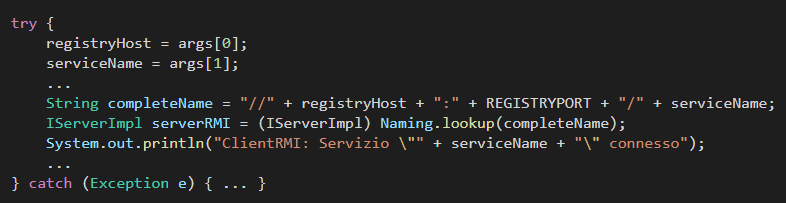 try {
    registryHost = args[0];
    serviceName = args[1];
    ...
    String completeName = "//" + registryHost + ":" + REGISTRYPORT + "/" + serviceName;
    IServerImpl serverRMI = (IServerImpl) Naming.lookup(completeName);
    System.out.println("ClientRMI: Servizio \"" + serviceName + "\" connesso");
    ...
} catch (Exception e) { ... }